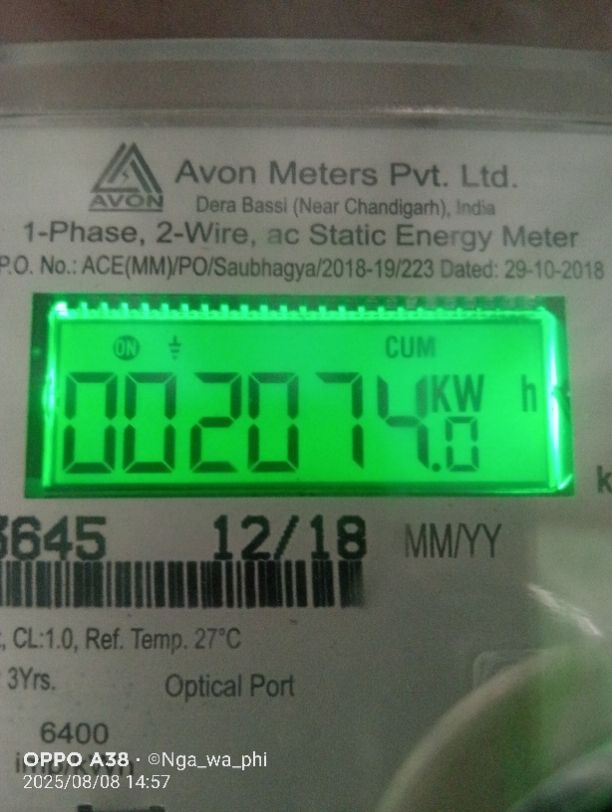 AVON
Avon Meters Pvt. Ltd.
Dera Bassi (Near Chandigarh), India
1-Phase, 2-Wire, ac Static Energy Meter
P.O. No.: ACE(MM)/PO/Saubhagya/2018-19/223 Dated: 29-10-2018
ON CUM
002074.0 KW h
k
3645 12/18 MM/YY
, CL:1.0, Ref. Temp. 27°C
3Yrs. Optical Port
6400
OPPO A38 · ©Nga_wa_phi
2025/08/08 14:57